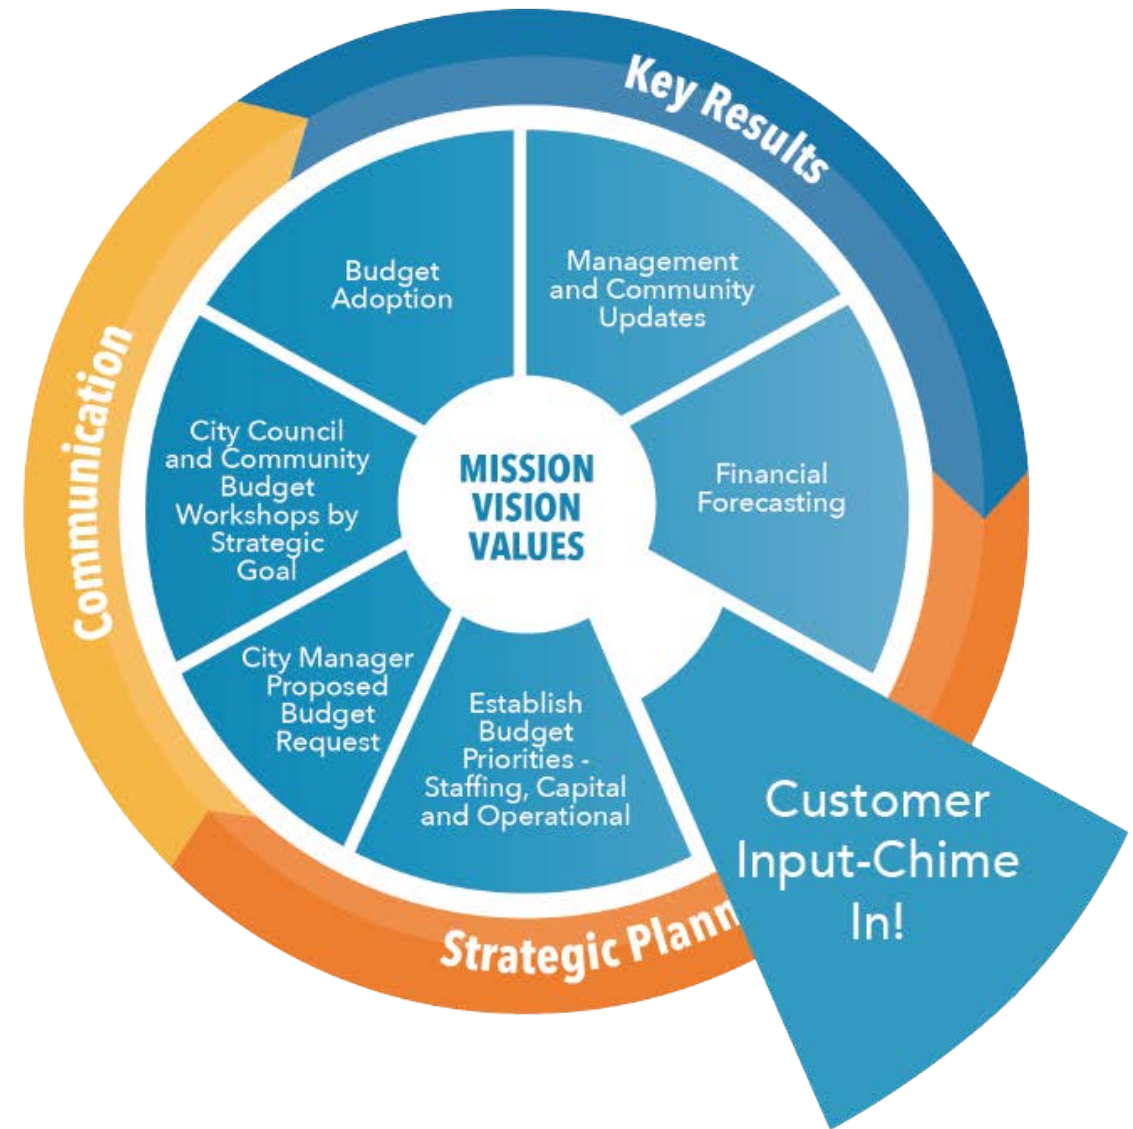 Key Results
Management
and Community
Updates
Financial
Forecasting
Customer
Input-Chime
In!
Strategic Plann
Establish
Budget
Priorities -
Staffing, Capital
and Operational
City Manager
Proposed
Budget
Request
Communication
City Council
and Community
Budget
Workshops by
Strategic
Goal
Budget
Adoption
MISSION
VISION
VALUES